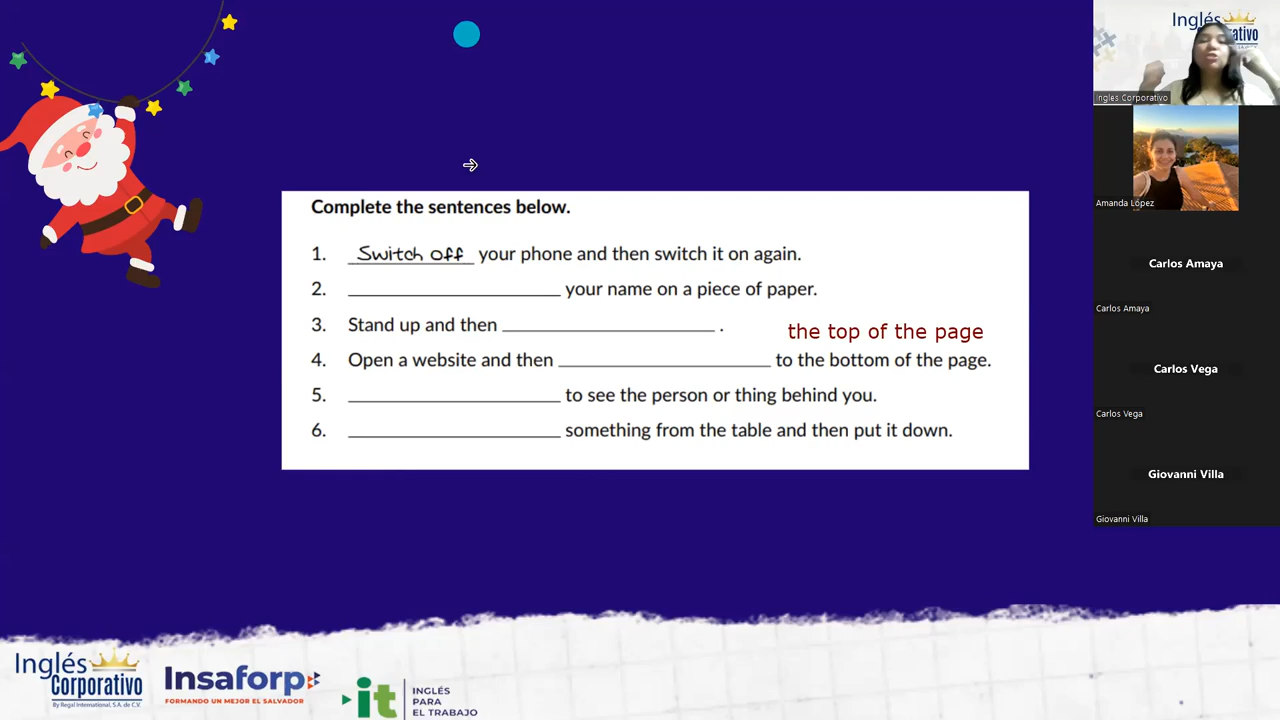 Inglés
Corporativo
Inglés Corporativo
Complete the sentences below.
1. Switch off your phone and then switch it on again.
2. ____________ your name on a piece of paper.
3. Stand up and then ____________ .
the top of the page
4. Open a website and then ____________ to the bottom of the page.
5. ____________ to see the person or thing behind you.
6. ____________ something from the table and then put it down.
Amanda López
Carlos Amaya
Carlos Amaya
Carlos Vega
Carlos Vega
Giovanni Villa
Giovanni Villa
Inglés
Corporativo
By Regal International, S.A. de C.V.
Insaforp
FORMANDO UN MEJOR EL SALVADOR
it
INGLÉS
PARA
EL TRABAJO